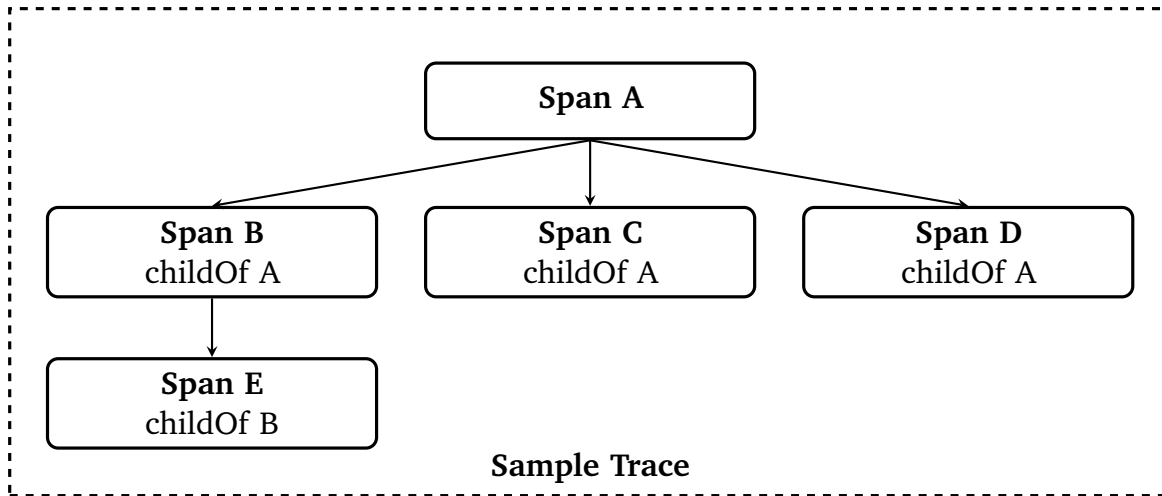 Span A
Span B
childOf A
Span C
childOf A
Span D
childOf A
Span E
childOf B
Sample Trace